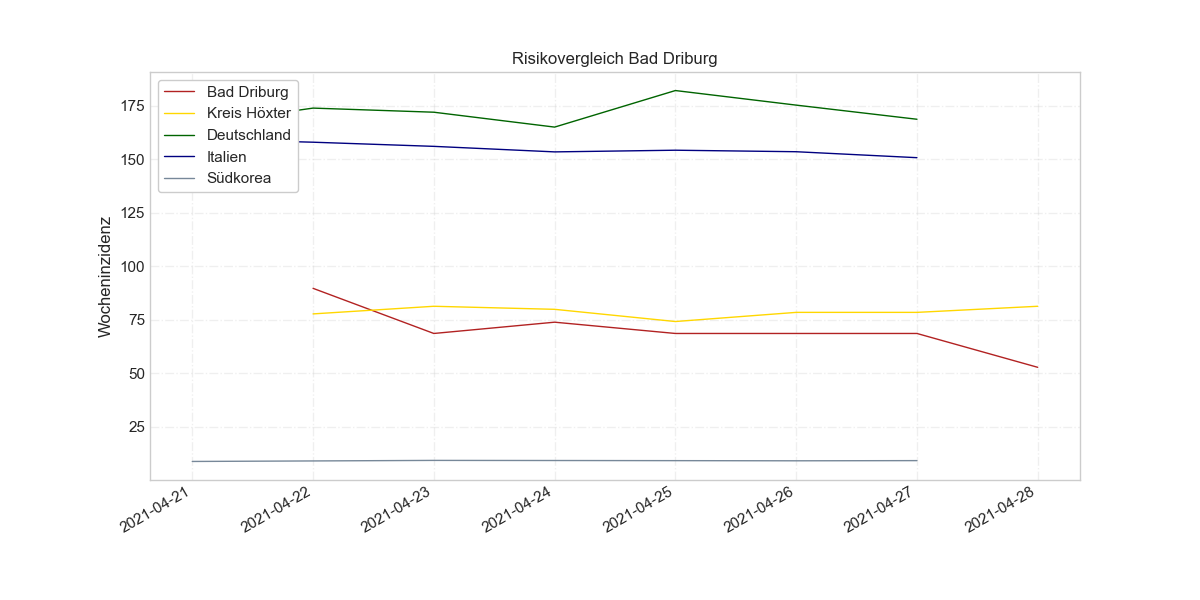 Risikovergleich Bad Driburg
Bad Driburg
Kreis Höxter
Deutschland
Italien
Südkorea
Wocheninzidenz
175
150
125
100
75
50
25
2021-04-21
2021-04-22
2021-04-23
2021-04-24
2021-04-25
2021-04-26
2021-04-27
2021-04-28